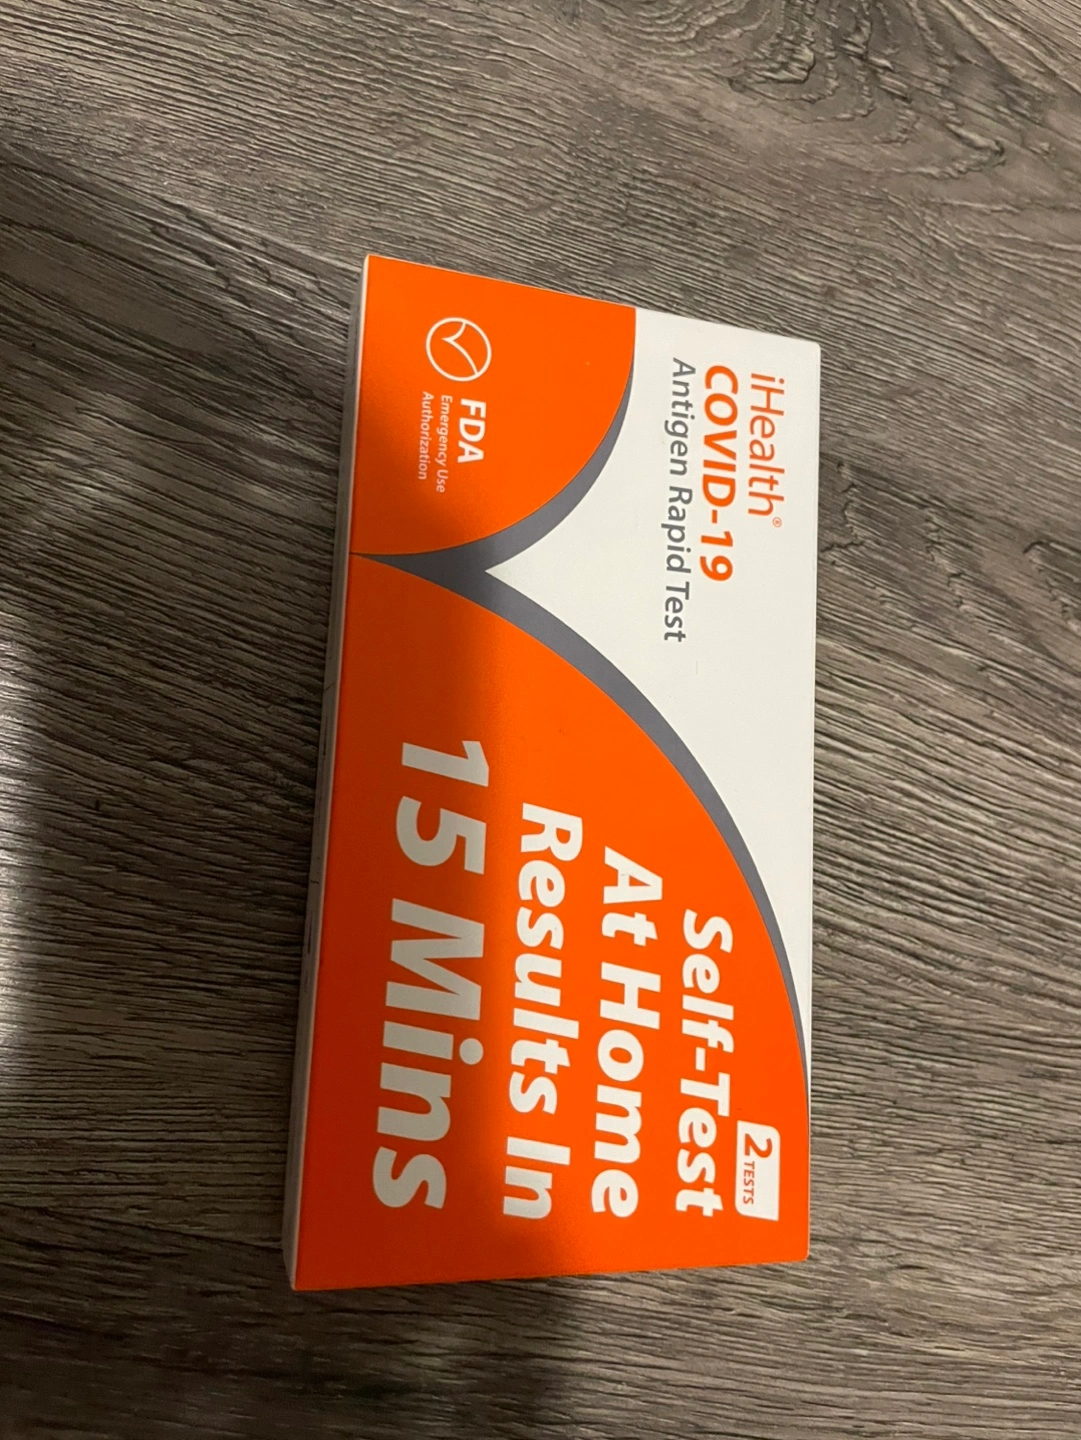 iHealth®
COVID-19
Antigen Rapid Test
2 TESTS
Self-Test
At Home
Results In
15 Mins
FDA
Emergency Use
Authorization